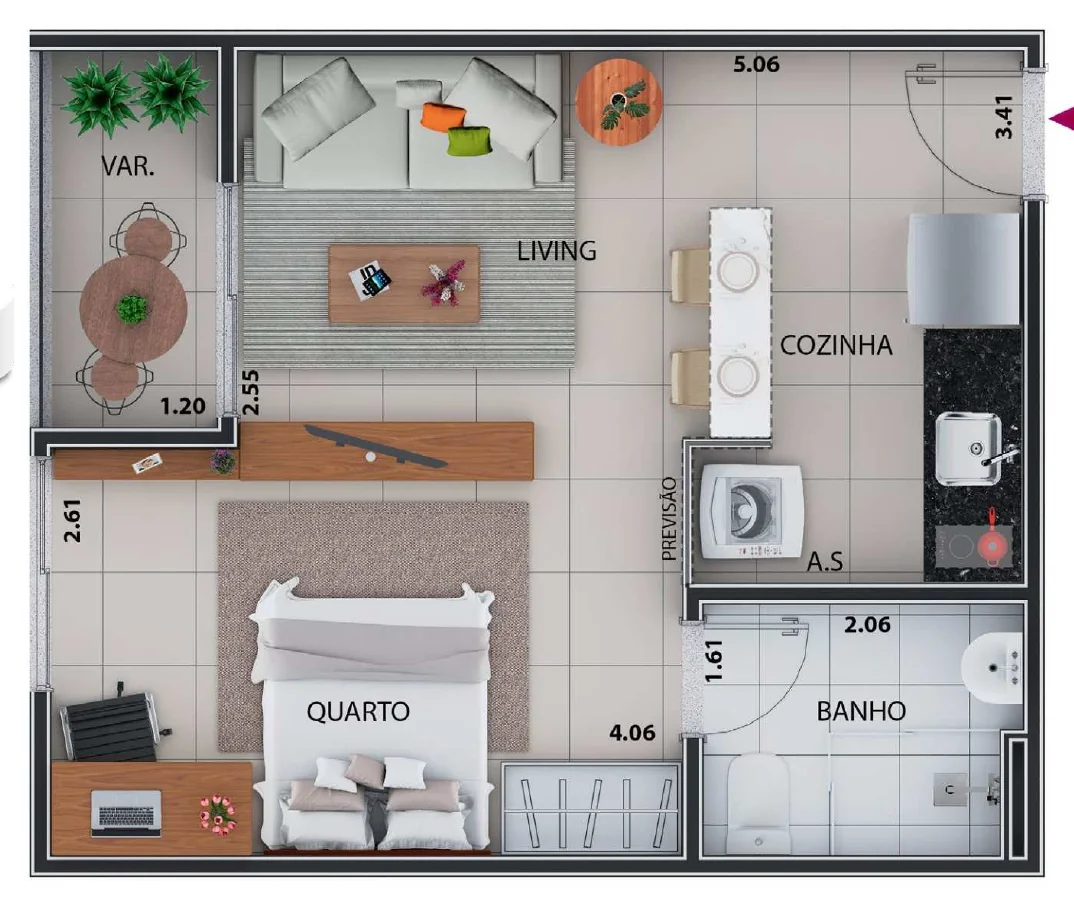 5.06
3.41
VAR.
LIVING
COZINHA
2.55
1.20
PREVISÃO
2.61
A.S
2.06
1.61
QUARTO
BANHO
4.06